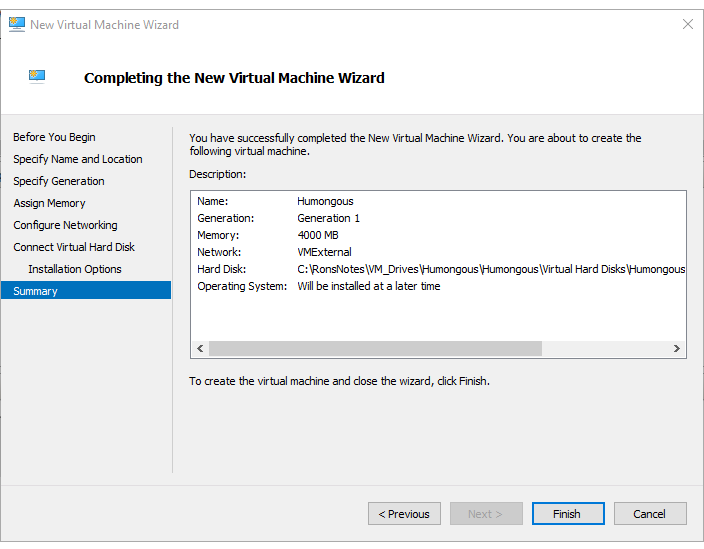 New Virtual Machine Wizard
Completing the New Virtual Machine Wizard
Before You Begin
Specify Name and Location
Specify Generation
Assign Memory
Configure Networking
Connect Virtual Hard Disk
Installation Options
Summary
You have successfully completed the New Virtual Machine Wizard. You are about to create the
following virtual machine.
Description:
Name: Humongous
Generation: Generation 1
Memory: 4000 MB
Network: VMExternal
Hard Disk: C:\RonsNotes\VM_Drives\Humongous\Humongous\Virtual Hard Disks\Humongous
Operating System: Will be installed at a later time
To create the virtual machine and close the wizard, click Finish.
< Previous
Next >
Finish
Cancel